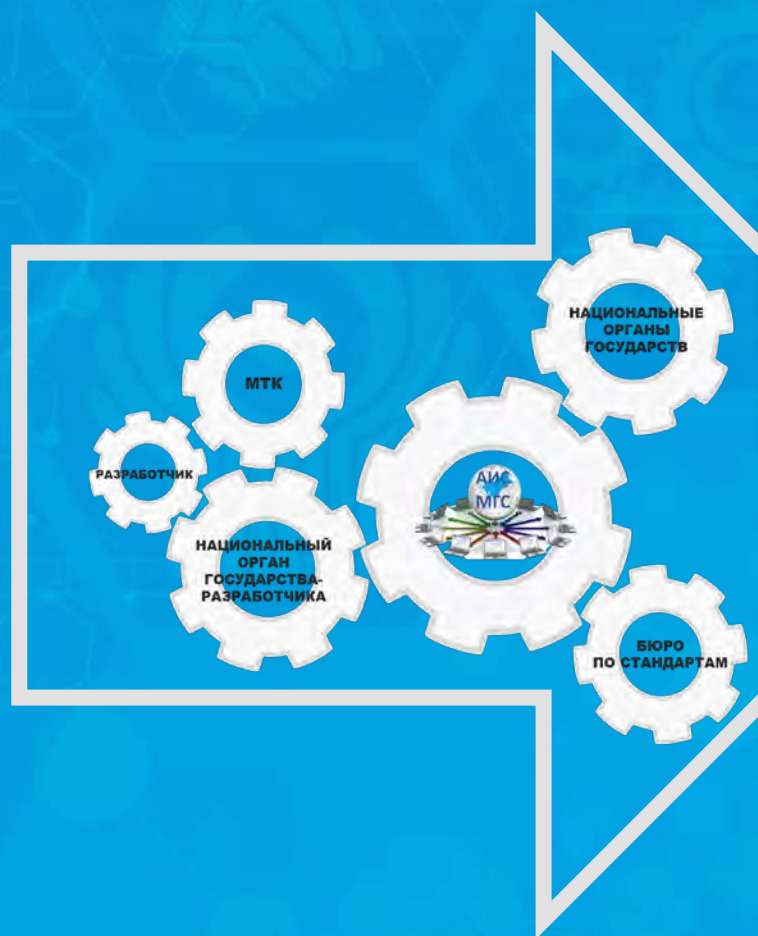 НАЦИОНАЛЬНЫЕ
ОРГАНЫ
ГОСУДАРСТВ
МТК
РАЗРАБОТЧИК
АИС
МГС
НАЦИОНАЛЬНЫЙ
ОРГАН
ГОСУДАРСТВА-
РАЗРАБОТЧИКА
БЮРО
ПО СТАНДАРТАМ